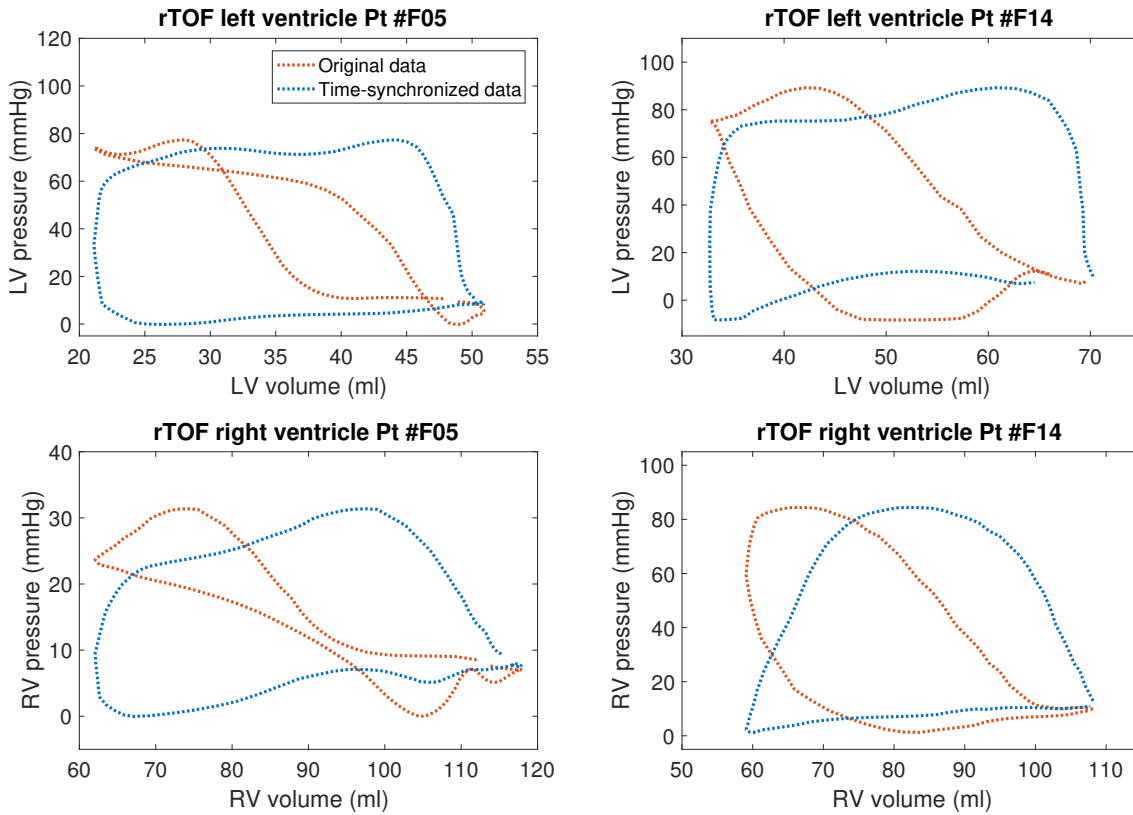 rTOF left ventricle Pt #F05
120
100
80
60
40
20
0
LV pressure (mmHg)
Original data
Time-synchronized data
20 25 30 35 40 45 50 55
LV volume (ml)
rTOF left ventricle Pt #F14
100
80
60
40
20
0
LV pressure (mmHg)
30 40 50 60 70
LV volume (ml)
rTOF right ventricle Pt #F05
40
30
20
10
0
RV pressure (mmHg)
60 70 80 90 100 110 120
RV volume (ml)
rTOF right ventricle Pt #F14
100
80
60
40
20
0
RV pressure (mmHg)
50 60 70 80 90 100 110
RV volume (ml)